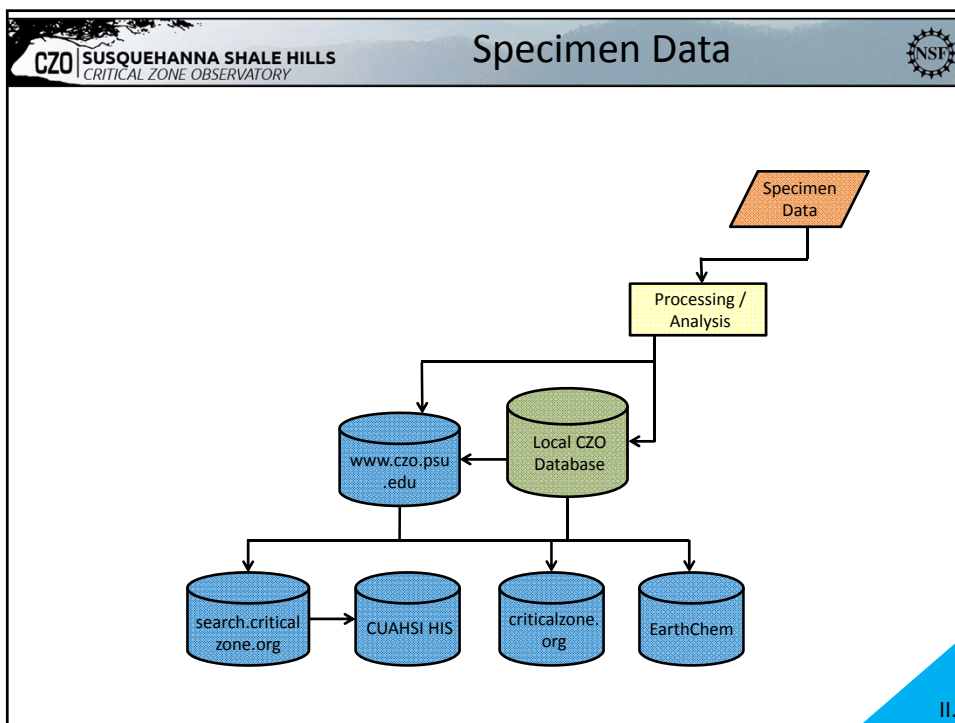 CZO
SUSQUEHANNA SHALE HILLS
CRITICAL ZONE OBSERVATORY
Specimen Data
NSF
Specimen
Data
Processing /
Analysis
www.czo.psu
.edu
Local CZO
Database
search.critical
zone.org
CUAHSI HIS
criticalzone.
org
EarthChem
II.